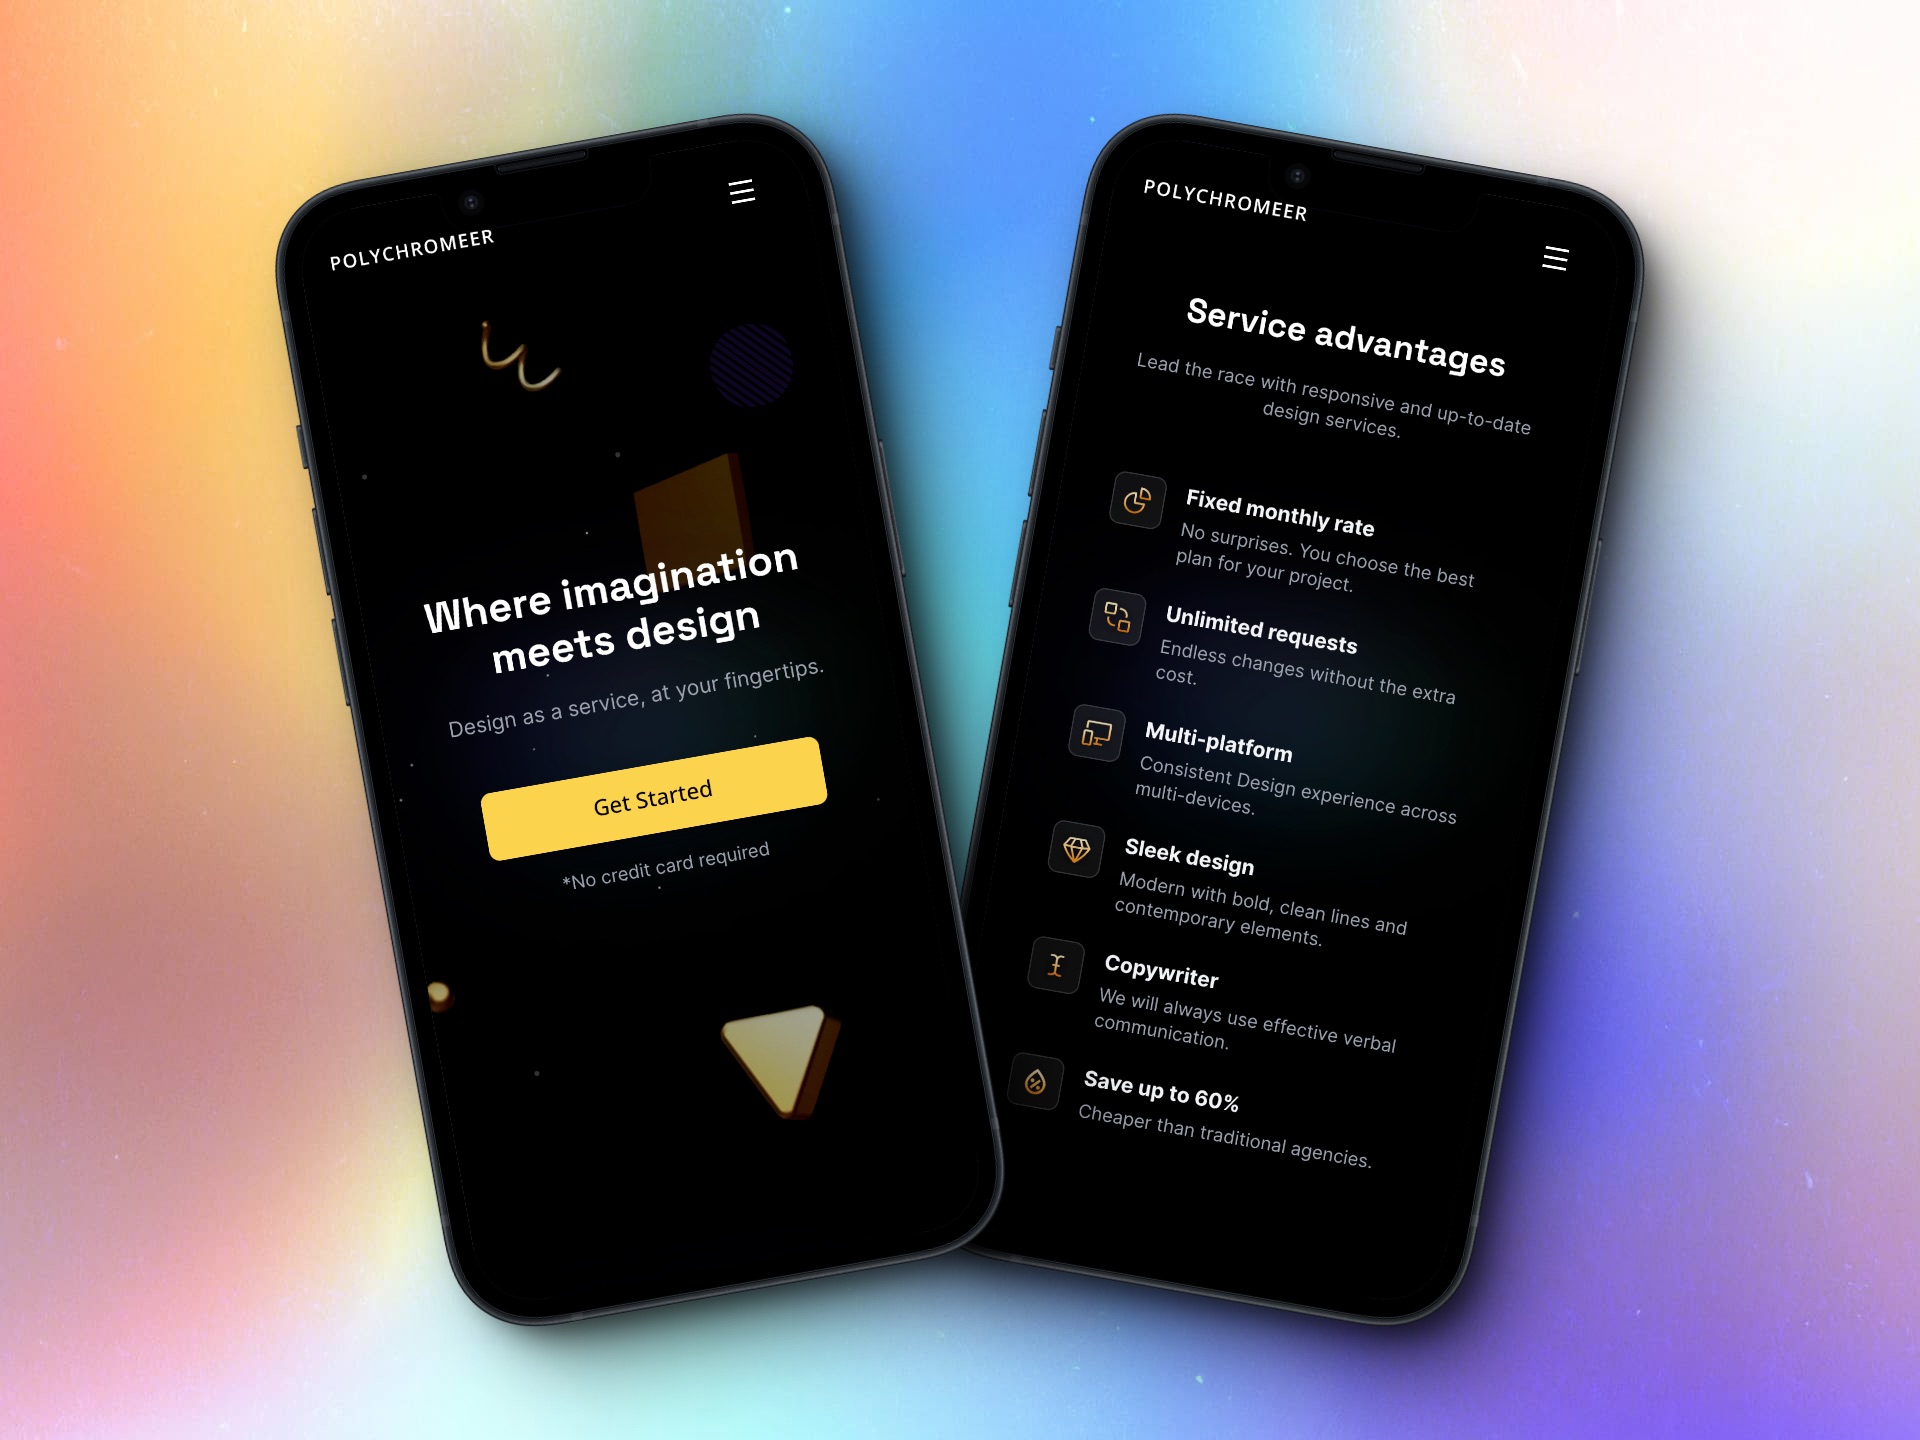 POLYCHROMEER
Where imagination
meets design
Design as a service, at your fingertips.
Get Started
*No credit card required
POLYCHROMEER
Service advantages
Lead the race with responsive and up-to-date
design services.
Fixed monthly rate
No surprises. You choose the best
plan for your project.
Unlimited requests
Endless changes without the extra
cost.
Multi-platform
Consistent Design experience across
multi-devices.
Sleek design
Modern with bold, clean lines and
contemporary elements.
Copywriter
We will always use effective verbal
communication.
Save up to 60%
Cheaper than traditional agencies.